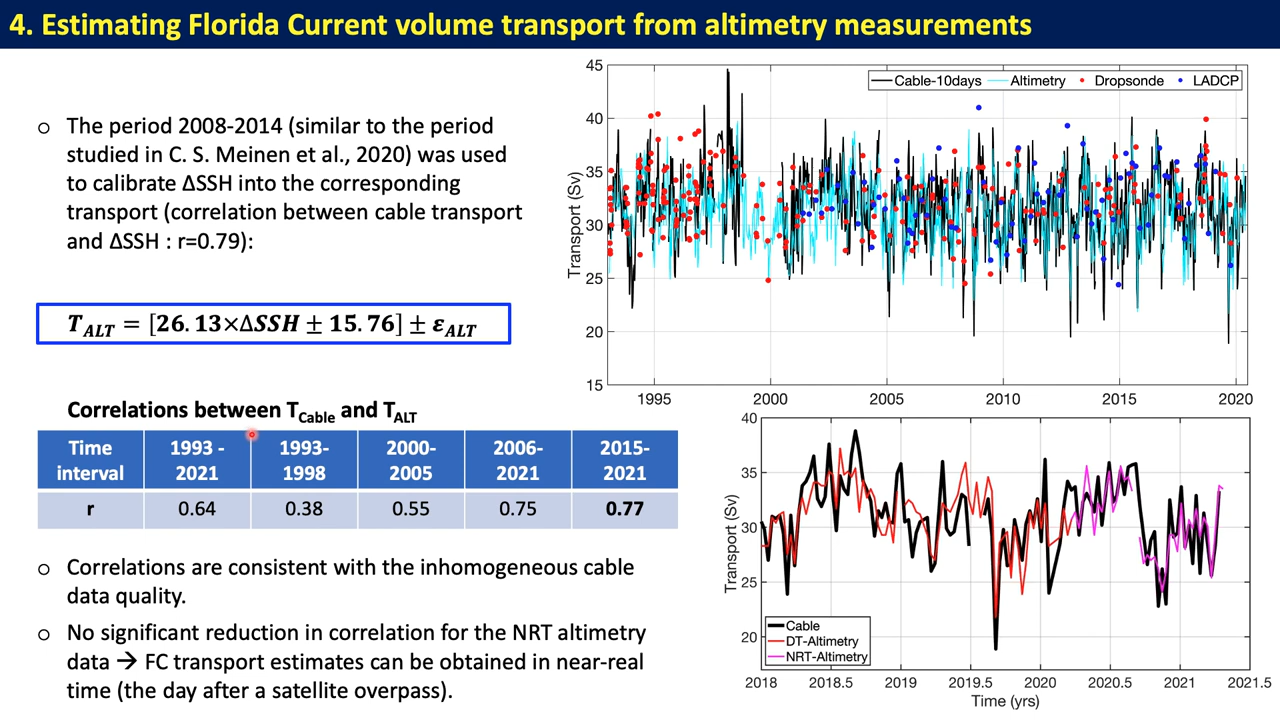 4. Estimating Florida Current volume transport from altimetry measurements
o The period 2008-2014 (similar to the period
studied in C. S. Meinen et al., 2020) was used
to calibrate ΔSSH into the corresponding
transport (correlation between cable transport
and ΔSSH : r=0.79):
T_ALT = [26.13×ΔSSH ± 15.76] ± ε_ALT
Correlations between T_Cable and T_ALT
Time interval 1993 - 2021 1993- 1998 2000- 2005 2006- 2021 2015- 2021
r 0.64 0.38 0.55 0.75 0.77
o Correlations are consistent with the inhomogeneous cable
data quality.
o No significant reduction in correlation for the NRT altimetry
data → FC transport estimates can be obtained in near-real
time (the day after a satellite overpass).
Cable-10days Altimetry Dropsonde LADCP
Transport (Sv)
45
40
35
30
25
20
15
1995 2000 2005 2010 2015 2020
Transport (Sv)
40
35
30
25
20
Cable
DT-Altimetry
NRT-Altimetry
2018 2018.5 2019 2019.5 2020 2020.5 2021 2021.5
Time (yrs)